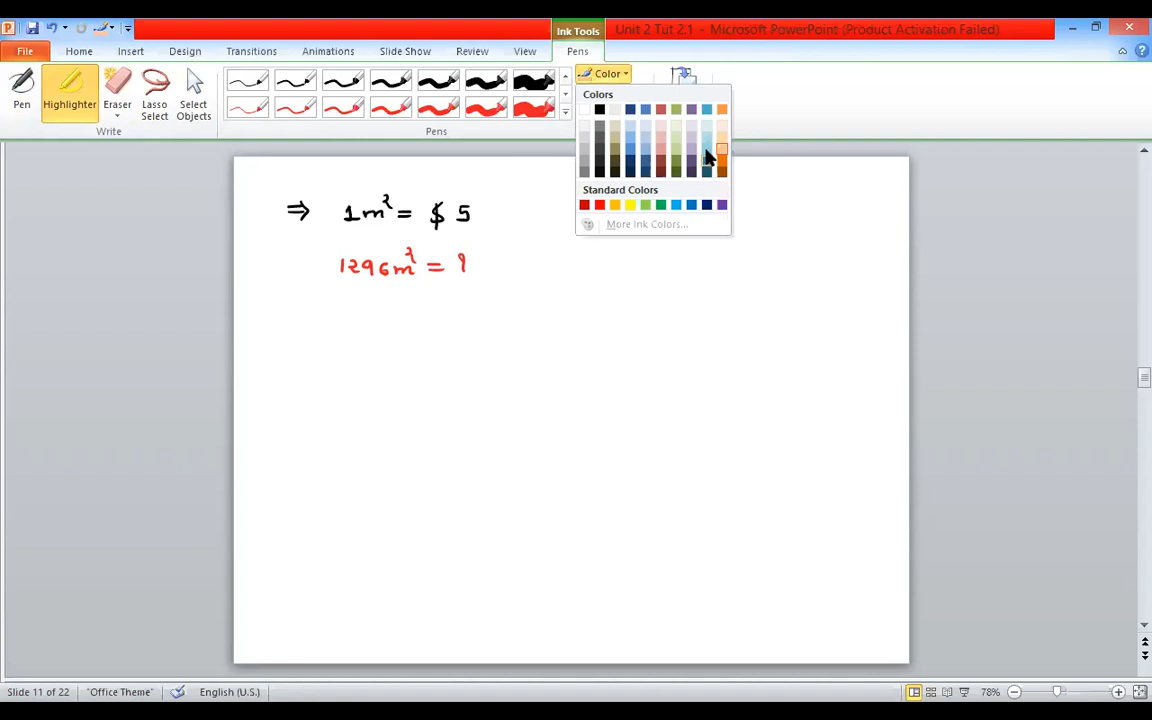 Ink Tools
Unit 2 Tut 2.1 - Microsoft PowerPoint (Product Activation Failed)
File Home Insert Design Transitions Animations Slide Show Review View Pens
Pen Highlighter Eraser Lasso Select Select Objects
Color
Write
Pens
Colors
Standard Colors
More Ink Colors...
⇒ 1m² = $ 5
1296m² = ?
Slide 11 of 22 "Office Theme" English (U.S.) 78%